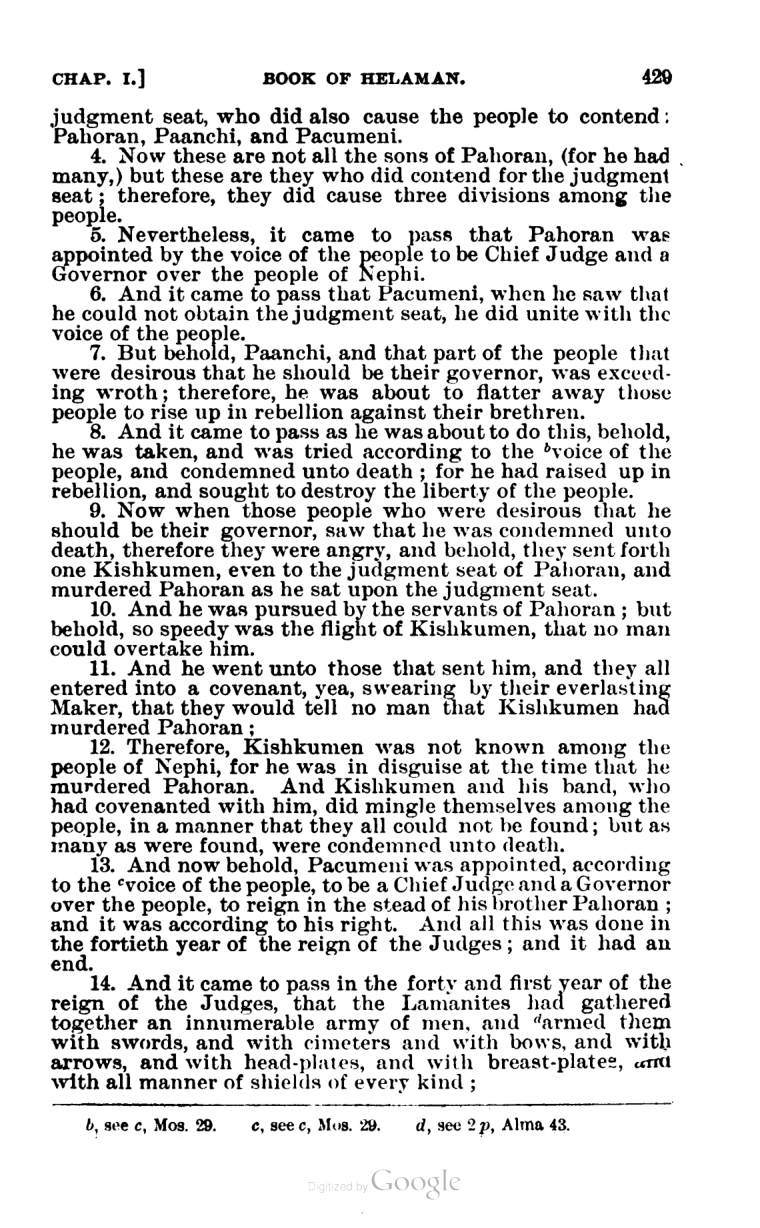 CHAP. I.] BOOK OF HELAMAN. 429
judgment seat, who did also cause the people to contend:
Pahoran, Paanchi, and Pacumeni.
4. Now these are not all the sons of Pahoran, (for he had
many,) but these are they who did contend for the judgment
seat; therefore, they did cause three divisions among the
people.
5. Nevertheless, it came to pass that Pahoran was
appointed by the voice of the people to be Chief Judge and a
Governor over the people of Nephi.
6. And it came to pass that Pacumeni, when he saw that
he could not obtain the judgment seat, he did unite with the
voice of the people.
7. But behold, Paanchi, and that part of the people that
were desirous that he should be their governor, was exceed-
ing wroth; therefore, he was about to flatter away those
people to rise up in rebellion against their brethren.
8. And it came to pass as he was about to do this, behold,
he was taken, and was tried according to the bvoice of the
people, and condemned unto death; for he had raised up in
rebellion, and sought to destroy the liberty of the people.
9. Now when those people who were desirous that he
should be their governor, saw that he was condemned unto
death, therefore they were angry, and behold, they sent forth
one Kishkumen, even to the judgment seat of Pahoran, and
murdered Pahoran as he sat upon the judgment seat.
10. And he was pursued by the servants of Pahoran; but
behold, so speedy was the flight of Kishkumen, that no man
could overtake him.
11. And he went unto those that sent him, and they all
entered into a covenant, yea, swearing by their everlasting
Maker, that they would tell no man that Kishkumen had
murdered Pahoran;
12. Therefore, Kishkumen was not known among the
people of Nephi, for he was in disguise at the time that he
murdered Pahoran. And Kishkumen and his band, who
had covenanted with him, did mingle themselves among the
people, in a manner that they all could not be found; but as
many as were found, were condemned unto death.
13. And now behold, Pacumeni was appointed, according
to the cvoice of the people, to be a Chief Judge and a Governor
over the people, to reign in the stead of his brother Pahoran;
and it was according to his right. And all this was done in
the fortieth year of the reign of the Judges; and it had an
end.
14. And it came to pass in the forty and first year of the
reign of the Judges, that the Lamanites had gathered
together an innumerable army of men, and darmed them
with swords, and with cimeters and with bows, and with
arrows, and with head-plates, and with breast-plates, and
with all manner of shields of every kind;
b, see c, Mos. 29. c, see c, Mos. 29. d, see 2 p, Alma 43.
Digitized by Google